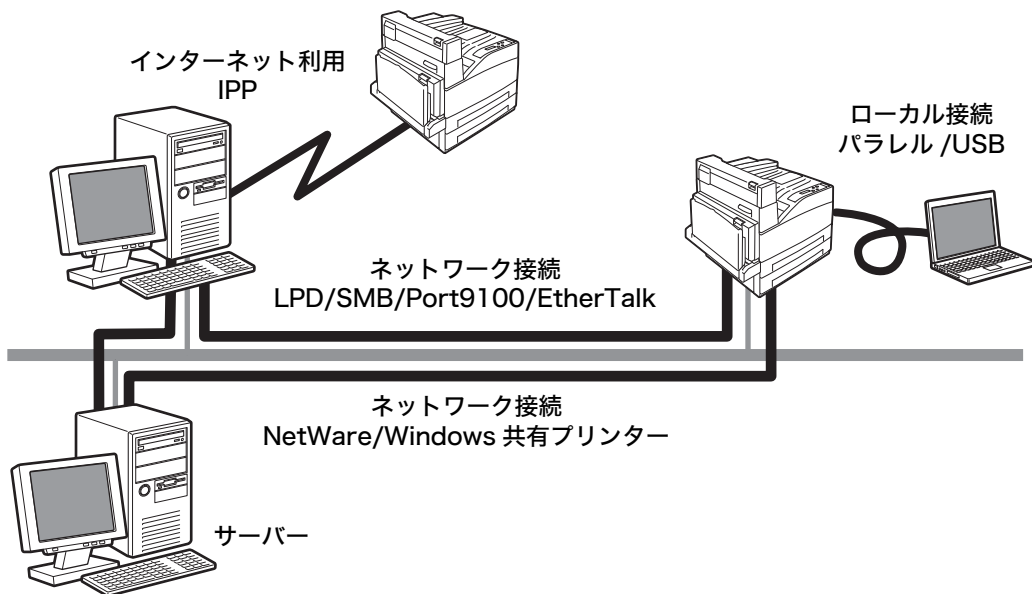 インターネット利用
IPP
ローカル接続
パラレル /USB
ネットワーク接続
LPD/SMB/Port9100/EtherTalk
ネットワーク接続
NetWare/Windows 共有プリンター
サーバー